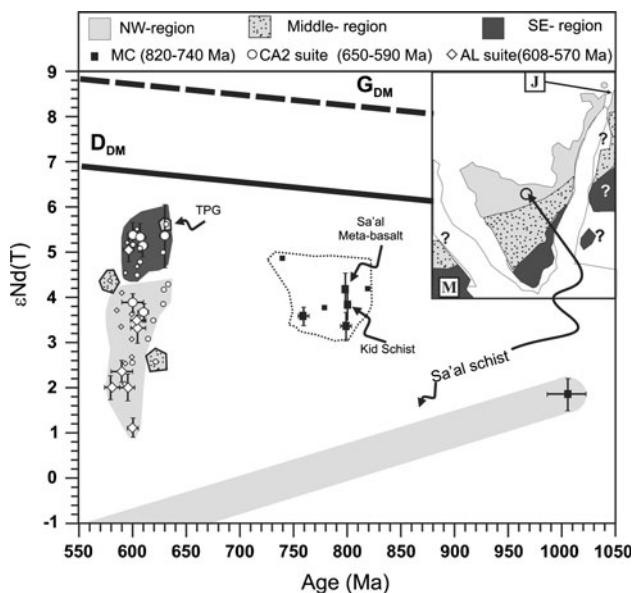 NW-region Middle- region SE- region
MC (820-740 Ma) CA2 suite (650-590 Ma) AL suite(608-570 Ma)
9
8
7
6
5
4
3
2
1
0
-1
εNd(T)
G_DM
D_DM
J
?
?
?
?
M
TPG
Sa'al
Meta-basalt
Kid Schist
Sa'al schist
550 600 650 700 750 800 850 900 950 1000 1050
Age (Ma)